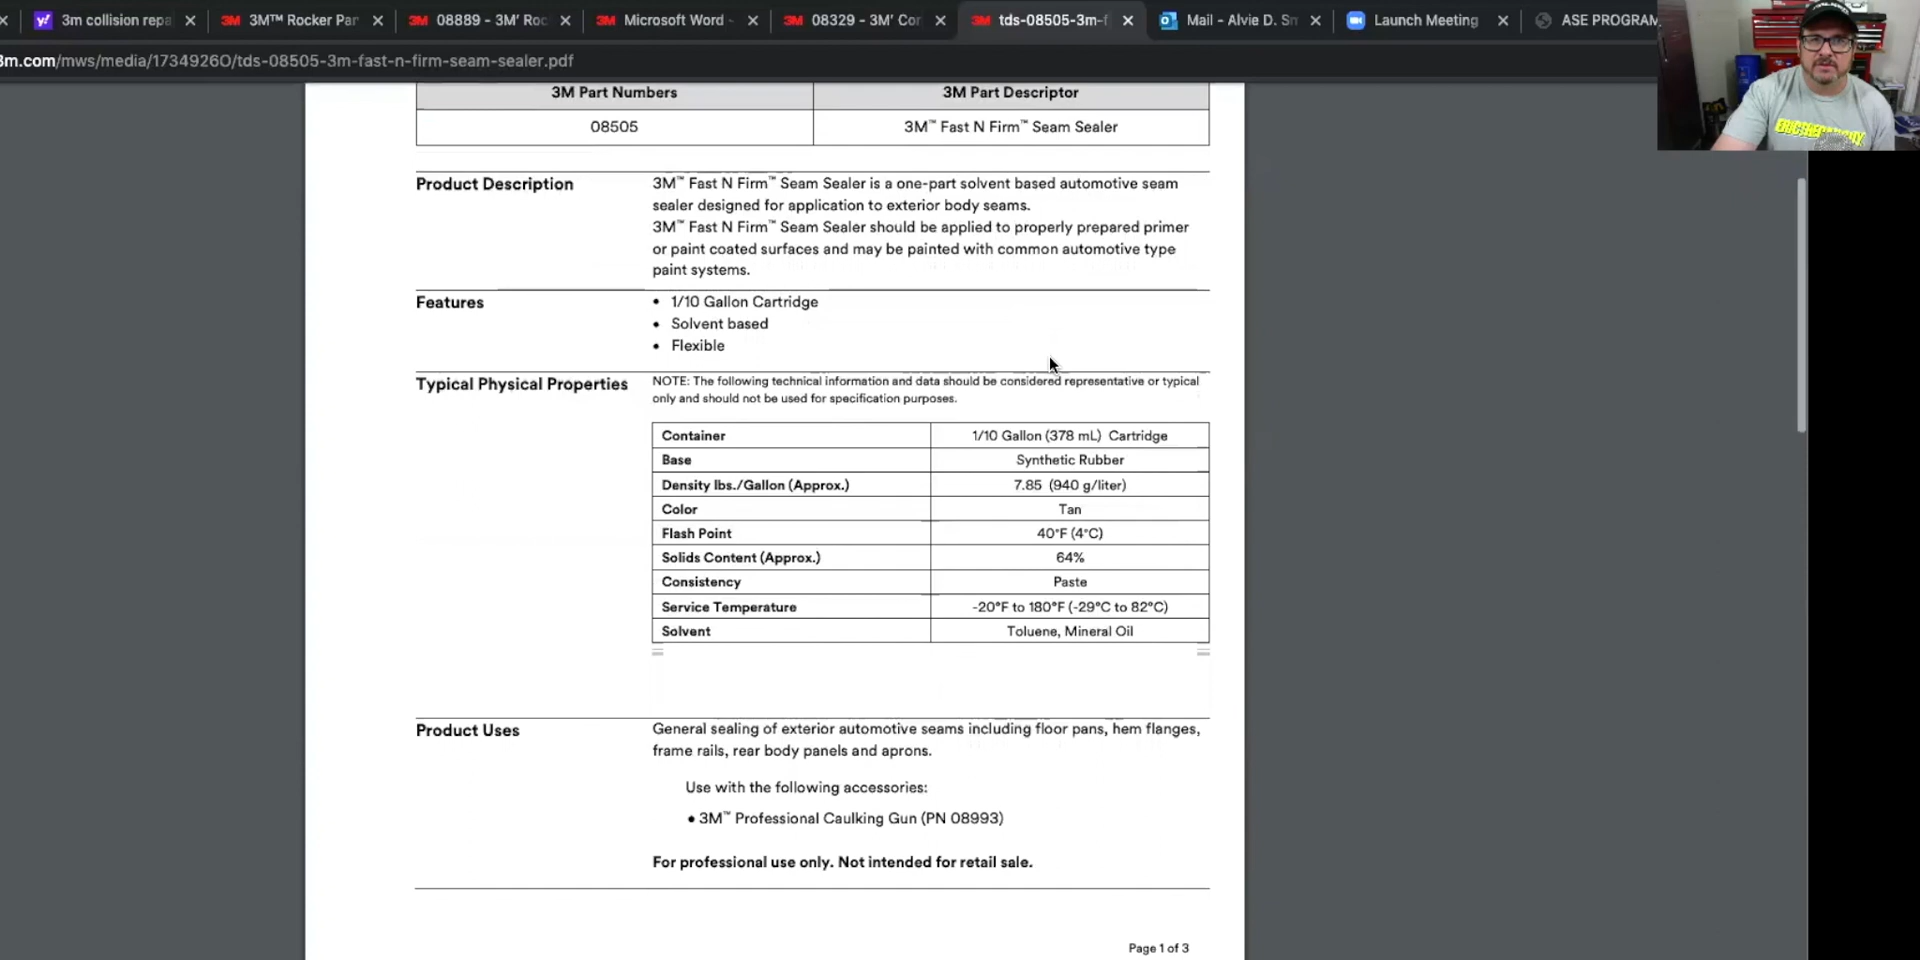 3m collision repa
3M™ Rocker Par
08889 - 3M' Roc
Microsoft Word -
08329 - 3M' Cor
tds-08505-3m-f
Mail - Alvie D. Sm
Launch Meeting
ASE PROGRAM
3m.com/mws/media/1734926O/tds-08505-3m-fast-n-firm-seam-sealer.pdf
3M Part Numbers 3M Part Descriptor
08505 3M™ Fast N Firm™ Seam Sealer
Product Description 3M™ Fast N Firm™ Seam Sealer is a one-part solvent based automotive seam
sealer designed for application to exterior body seams.
3M™ Fast N Firm™ Seam Sealer should be applied to properly prepared primer
or paint coated surfaces and may be painted with common automotive type
paint systems.
Features • 1/10 Gallon Cartridge
• Solvent based
• Flexible
Typical Physical Properties NOTE: The following technical information and data should be considered representative or typical
only and should not be used for specification purposes.
Container 1/10 Gallon (378 mL) Cartridge
Base Synthetic Rubber
Density lbs./Gallon (Approx.) 7.85 (940 g/liter)
Color Tan
Flash Point 40°F (4°C)
Solids Content (Approx.) 64%
Consistency Paste
Service Temperature -20°F to 180°F (-29°C to 82°C)
Solvent Toluene, Mineral Oil
Product Uses General sealing of exterior automotive seams including floor pans, hem flanges,
frame rails, rear body panels and aprons.
Use with the following accessories:
• 3M™ Professional Caulking Gun (PN 08993)
For professional use only. Not intended for retail sale.
Page 1 of 3